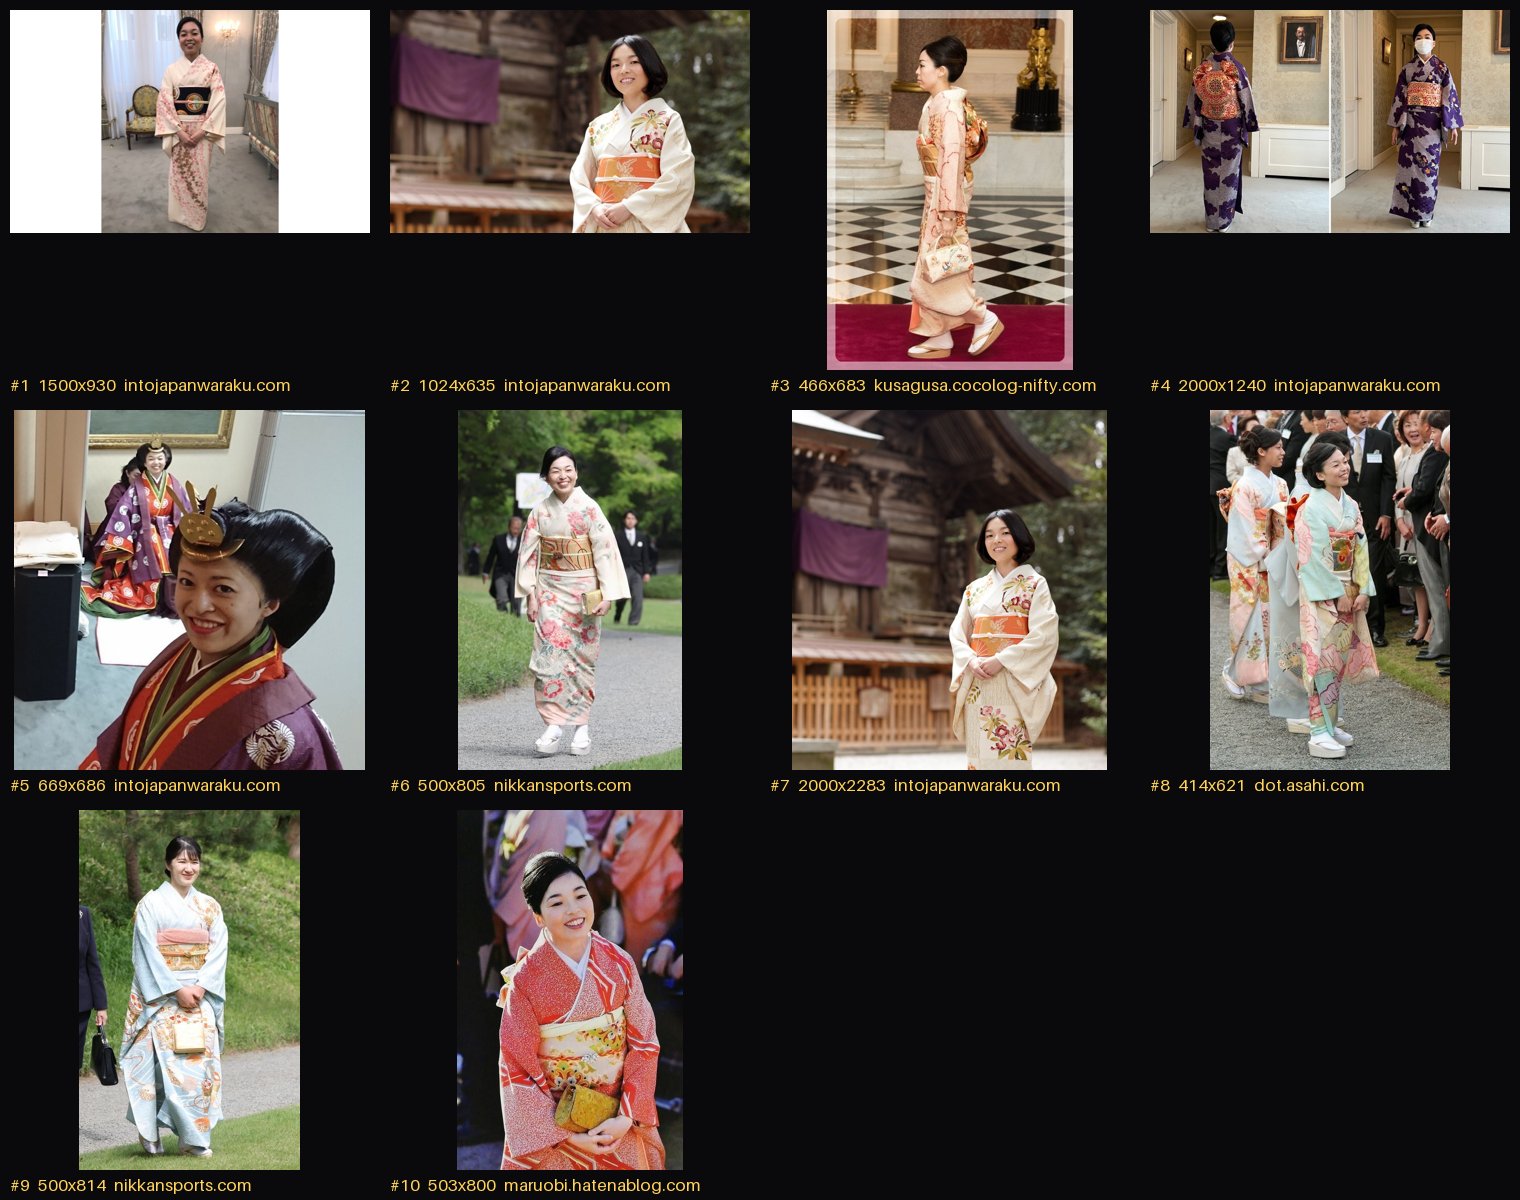 #1 1500x930 intojapanwaraku.com
#2 1024x635 intojapanwaraku.com
#3 466x683 kusagusa.cocolog-nifty.com
#4 2000x1240 intojapanwaraku.com
#5 669x686 intojapanwaraku.com
#6 500x805 nikkansports.com
#7 2000x2283 intojapanwaraku.com
#8 414x621 dot.asahi.com
#9 500x814 nikkansports.com
#10 503x800 maruobi.hatenablog.com